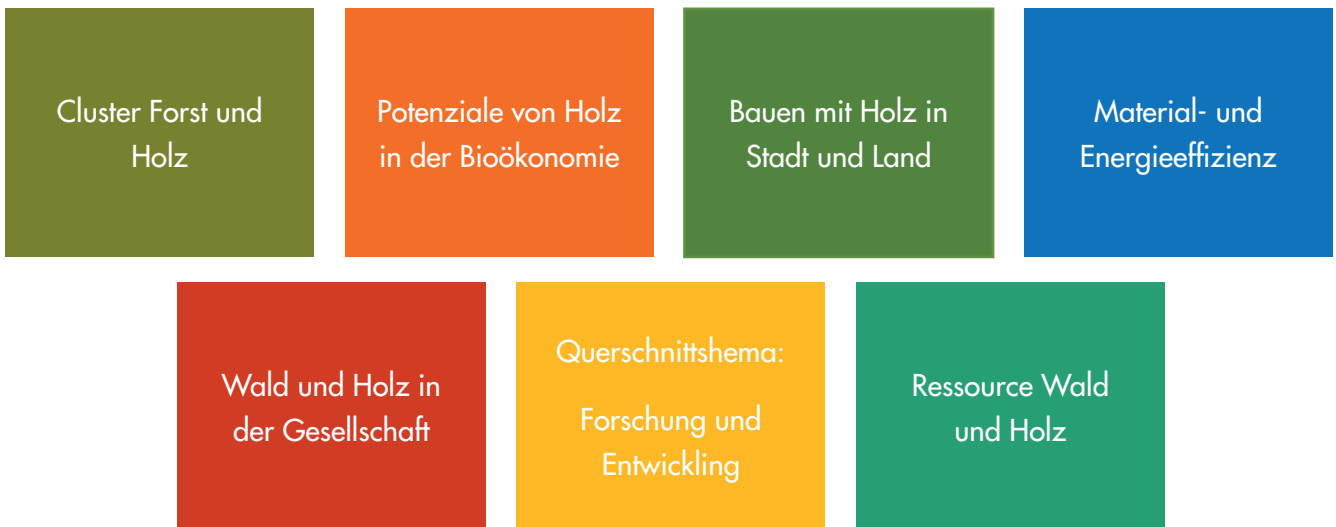 Cluster Forst und
Holz
Potenziale von Holz
in der Bioökonomie
Bauen mit Holz in
Stadt und Land
Material- und
Energieeffizienz
Wald und Holz in
der Gesellschaft
Querschnittshema:
Forschung und
Entwickling
Ressource Wald
und Holz